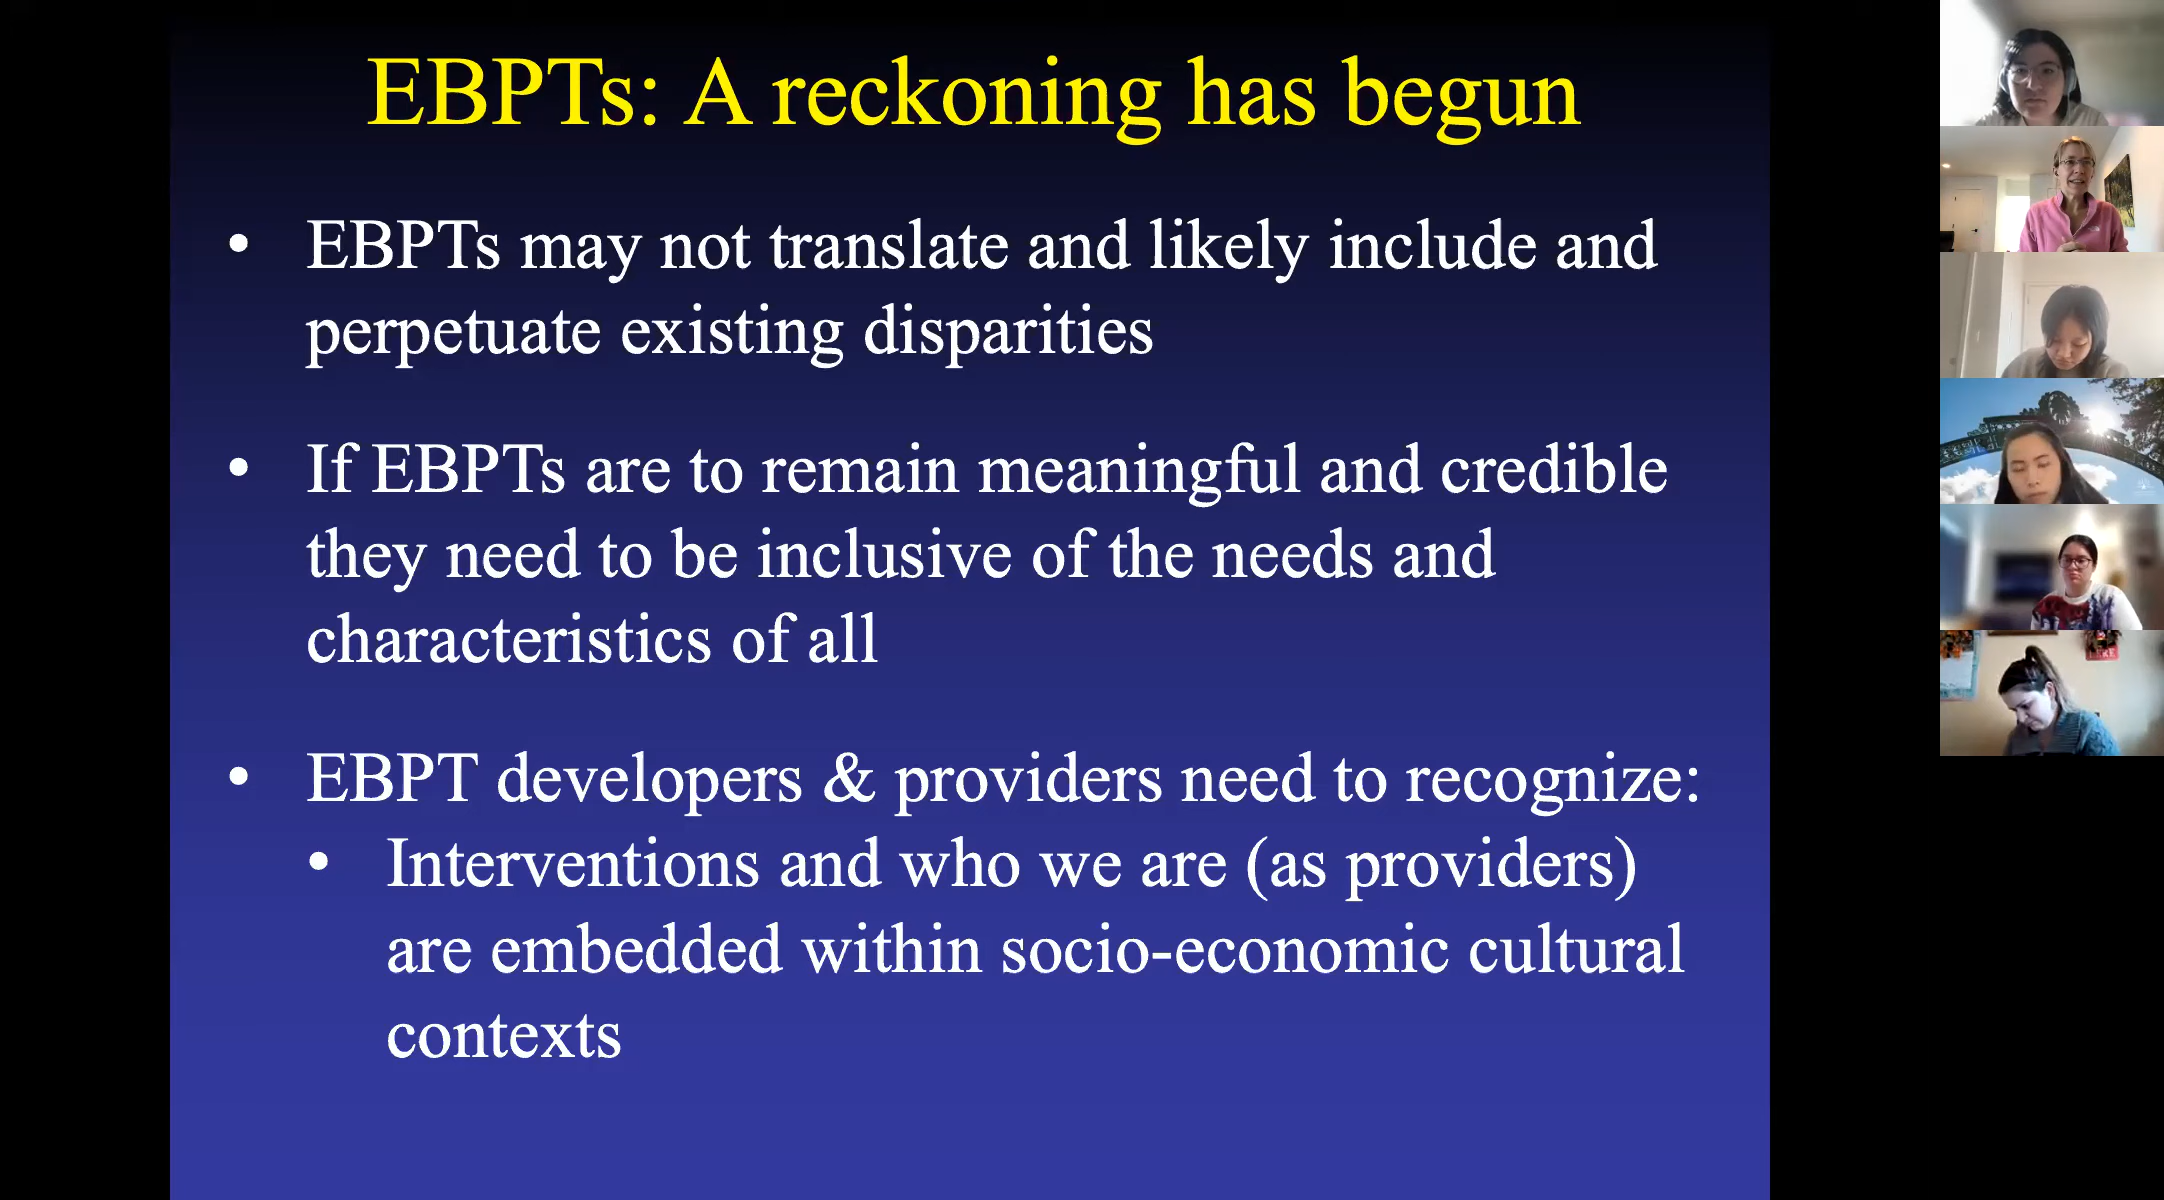 EBPTs: A reckoning has begun
• EBPTs may not translate and likely include and
perpetuate existing disparities
• If EBPTs are to remain meaningful and credible
they need to be inclusive of the needs and
characteristics of all
• EBPT developers & providers need to recognize:
• Interventions and who we are (as providers)
are embedded within socio-economic cultural
contexts